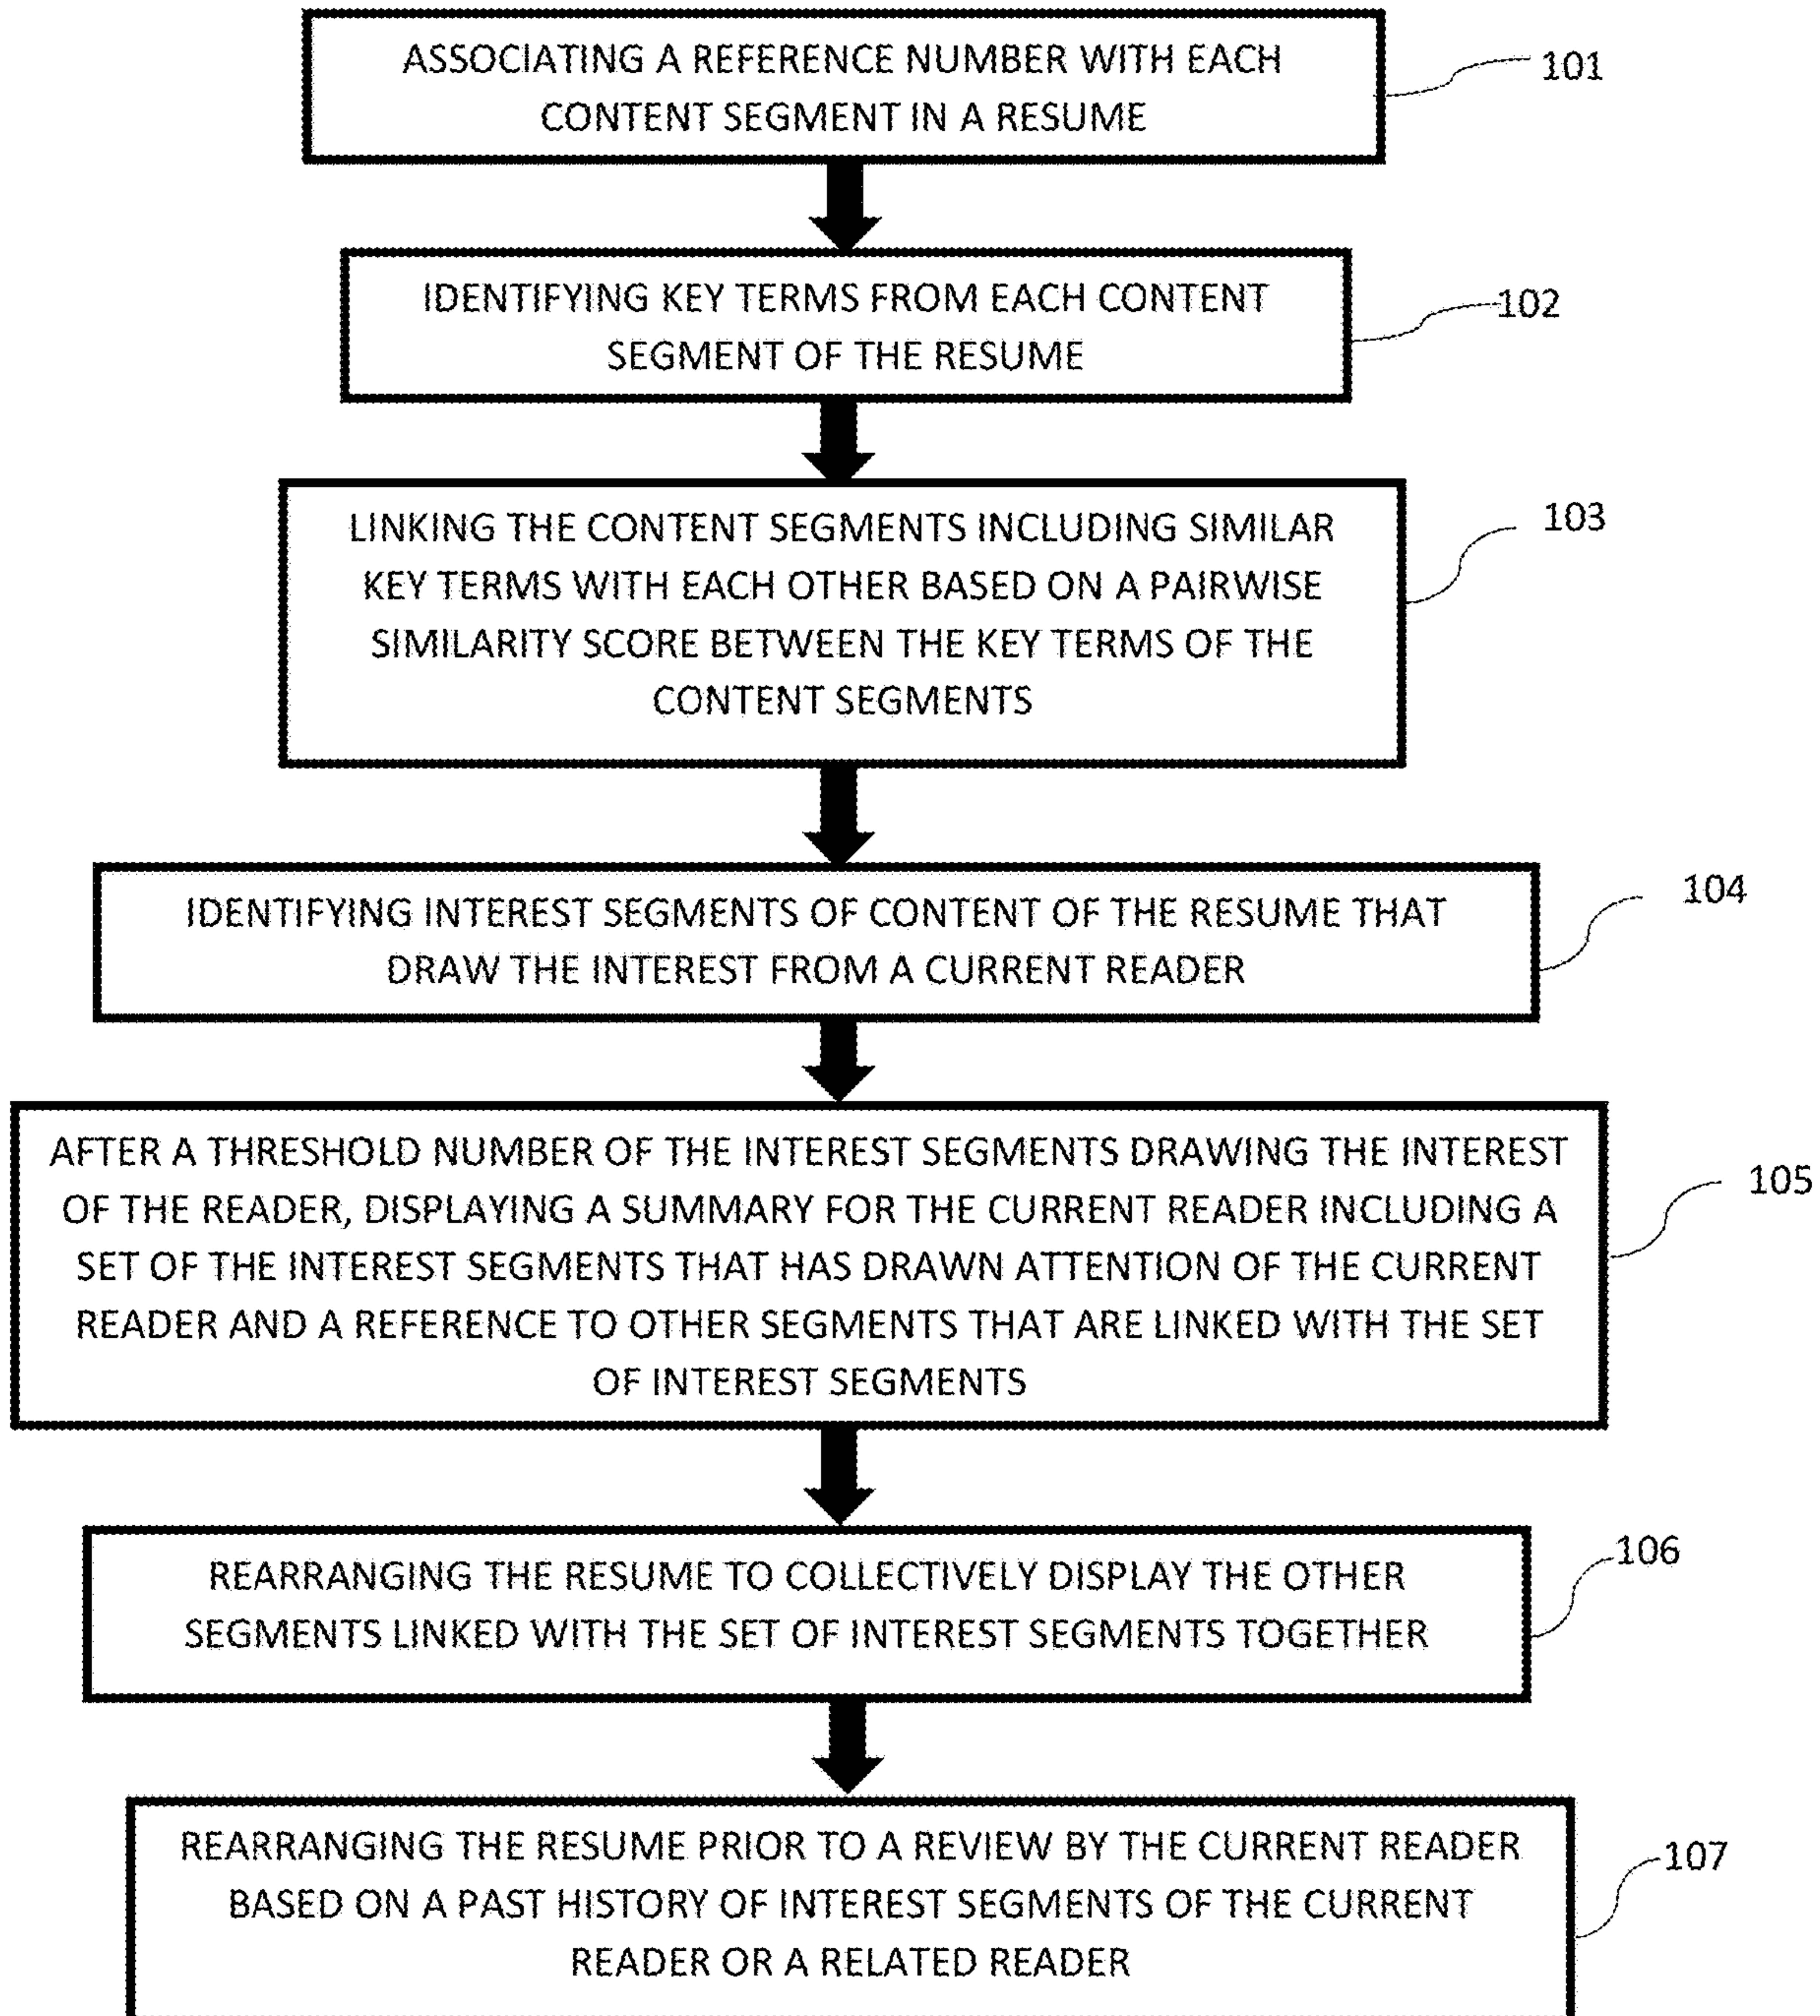 ASSOCIATING A REFERENCE NUMBER WITH EACH
CONTENT SEGMENT IN A RESUME
101
IDENTIFYING KEY TERMS FROM EACH CONTENT
SEGMENT OF THE RESUME
102
LINKING THE CONTENT SEGMENTS INCLUDING SIMILAR
KEY TERMS WITH EACH OTHER BASED ON A PAIRWISE
SIMILARITY SCORE BETWEEN THE KEY TERMS OF THE
CONTENT SEGMENTS
103
IDENTIFYING INTEREST SEGMENTS OF CONTENT OF THE RESUME THAT
DRAW THE INTEREST FROM A CURRENT READER
104
AFTER A THRESHOLD NUMBER OF THE INTEREST SEGMENTS DRAWING THE INTEREST
OF THE READER, DISPLAYING A SUMMARY FOR THE CURRENT READER INCLUDING A
SET OF THE INTEREST SEGMENTS THAT HAS DRAWN ATTENTION OF THE CURRENT
READER AND A REFERENCE TO OTHER SEGMENTS THAT ARE LINKED WITH THE SET
OF INTEREST SEGMENTS
105
REARRANGING THE RESUME TO COLLECTIVELY DISPLAY THE OTHER
SEGMENTS LINKED WITH THE SET OF INTEREST SEGMENTS TOGETHER
106
REARRANGING THE RESUME PRIOR TO A REVIEW BY THE CURRENT READER
BASED ON A PAST HISTORY OF INTEREST SEGMENTS OF THE CURRENT
READER OR A RELATED READER
107